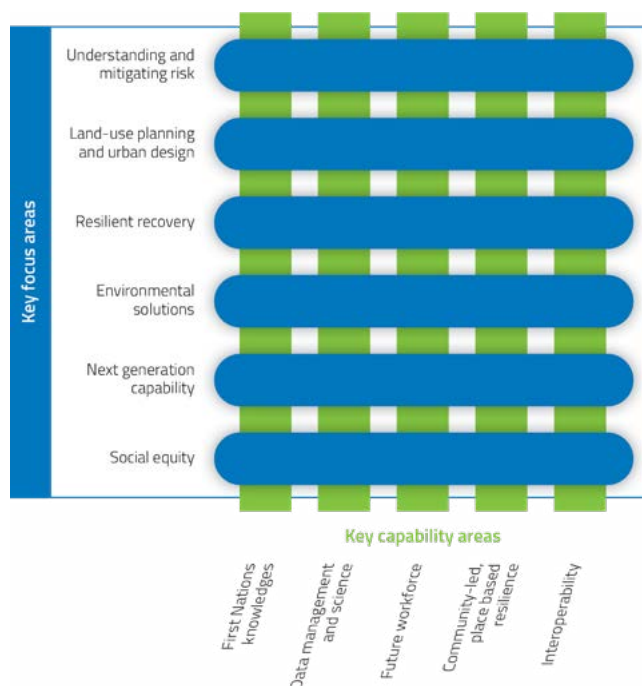 Key focus areas
Understanding and
mitigating risk
Land-use planning
and urban design
Resilient recovery
Environmental
solutions
Next generation
capability
Social equity
Key capability areas
First Nations
knowledges
Data management
and science
Future workforce
Community-led,
place based
resilience
Interoperability